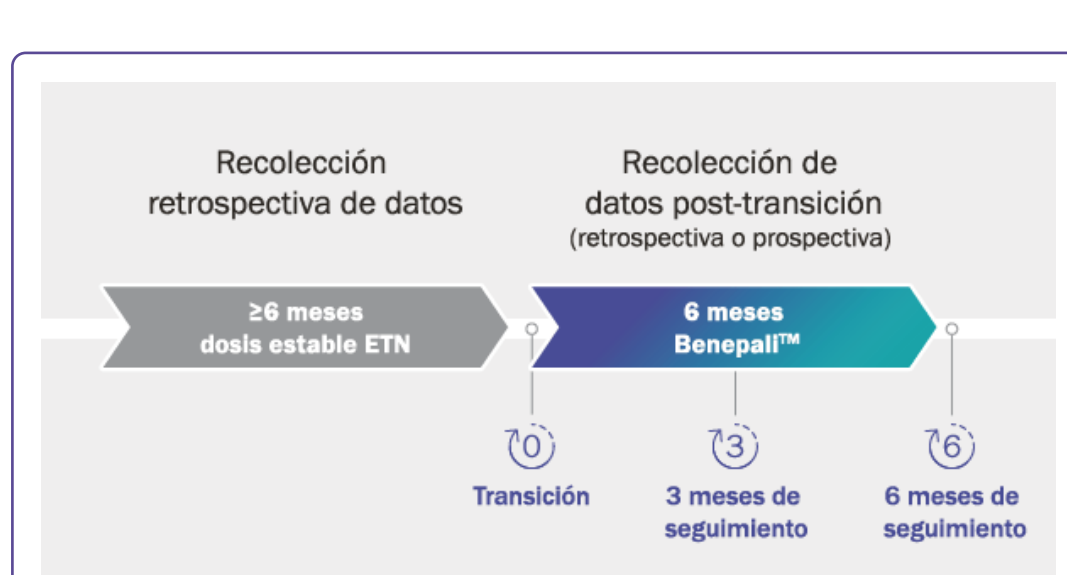 Recolección
retrospectiva de datos
Recolección de
datos post-transición
(retrospectiva o prospectiva)
≥6 meses
dosis estable ETN
6 meses
Benepali™
0
Transición
3
3 meses de
seguimiento
6
6 meses de
seguimiento